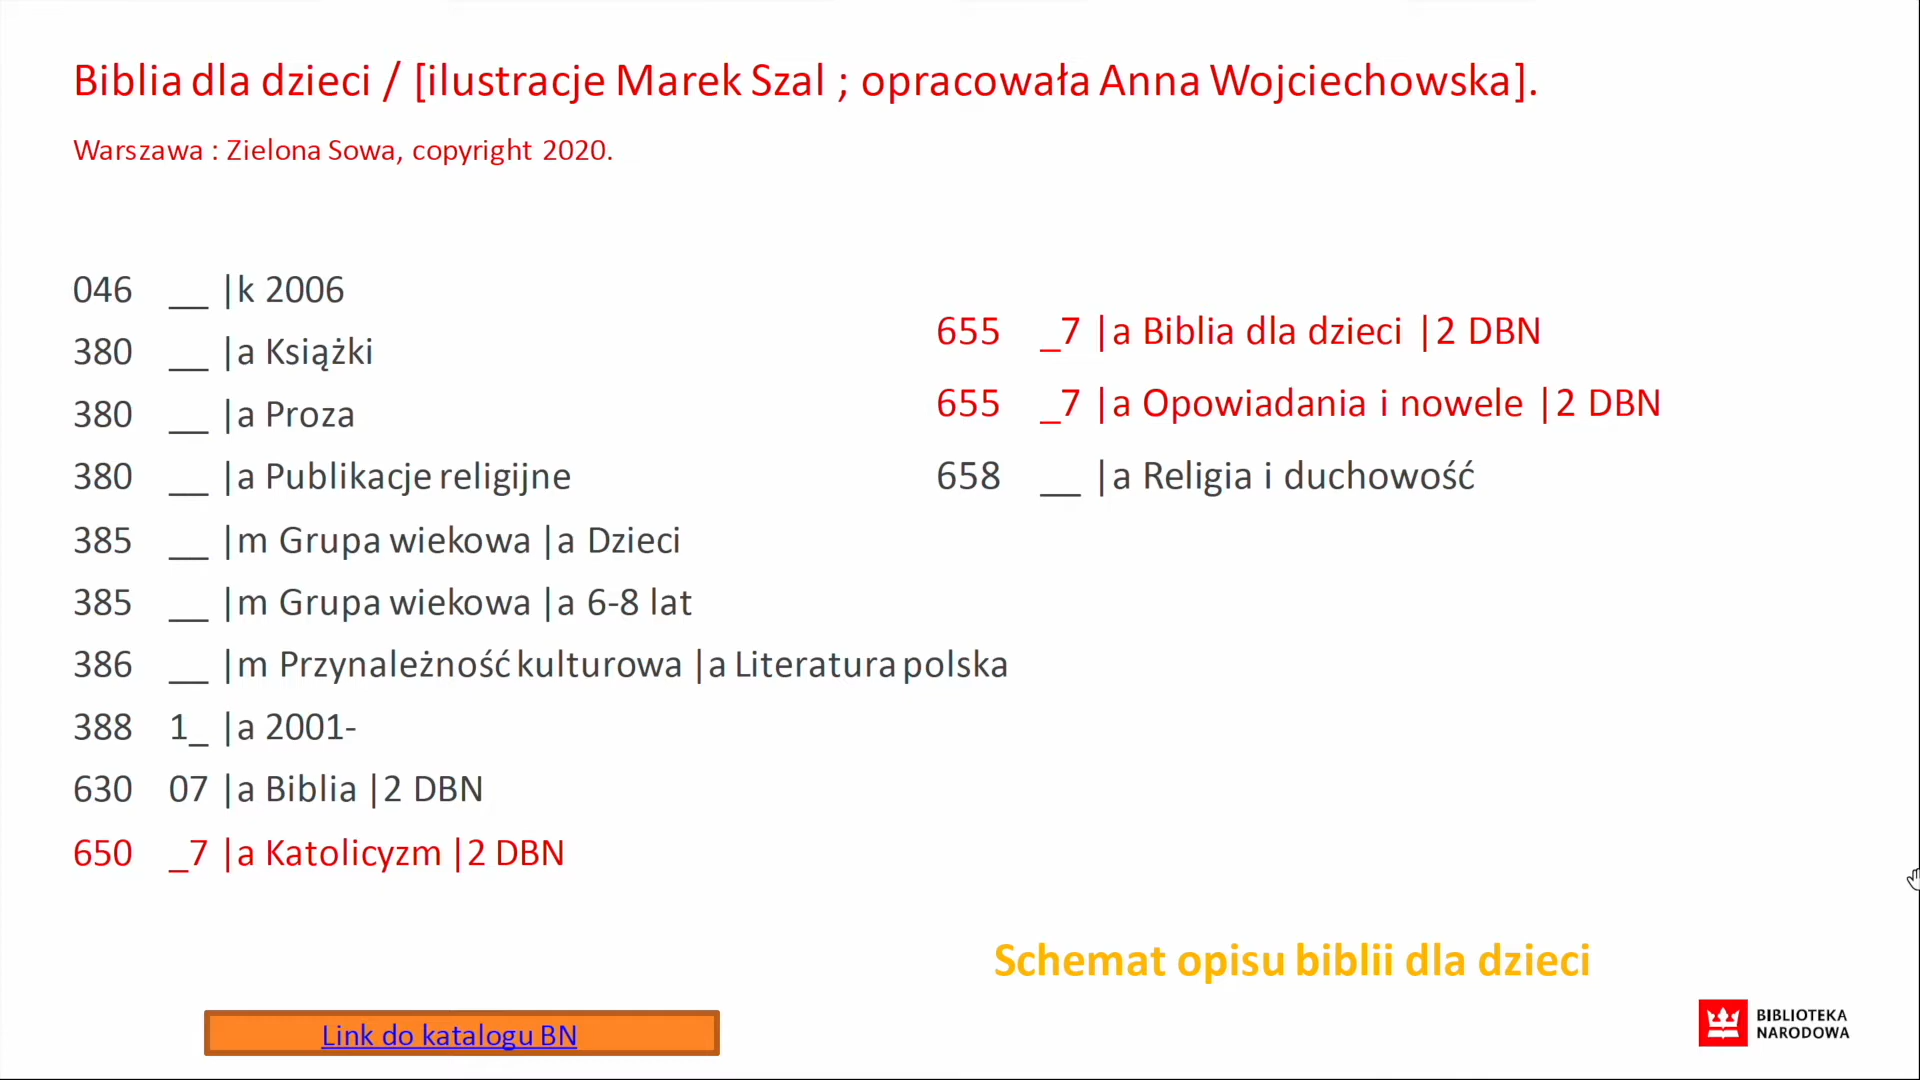 Biblia dla dzieci / [ilustracje Marek Szal ; opracowała Anna Wojciechowska].
Warszawa : Zielona Sowa, copyright 2020.
046 __ |k 2006
380 __ |a Książki
380 __ |a Proza
380 __ |a Publikacje religijne
385 __ |m Grupa wiekowa |a Dzieci
385 __ |m Grupa wiekowa |a 6-8 lat
386 __ |m Przynależność kulturowa |a Literatura polska
388 1_ |a 2001-
630 07 |a Biblia |2 DBN
650 _7 |a Katolicyzm |2 DBN
655 _7 |a Biblia dla dzieci |2 DBN
655 _7 |a Opowiadania i nowele |2 DBN
658 __ |a Religia i duchowość
Schemat opisu biblii dla dzieci
Link do katalogu BN
BIBLIOTEKA
NARODOWA